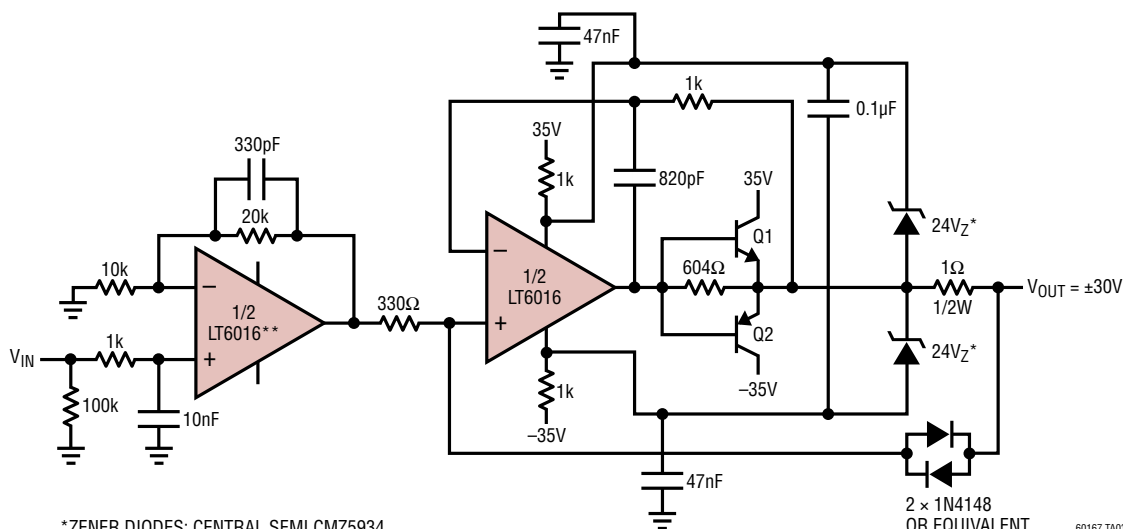 47nF
1k
0.1µF
330pF
35V
1k
820pF
35V
20k
24VZ*
Q1
10k
604Ω
1Ω
–
–
1/2
LT6016**
330Ω
1/2
LT6016
VOUT = ±30V
1/2W
1k
+
+
Q2
VIN
24VZ*
–35V
100k
10nF
1k
–35V
47nF
2 × 1N4148
OR EQUIVALENT
*ZENER DIODES: CENTRAL SEMI CMZ5934